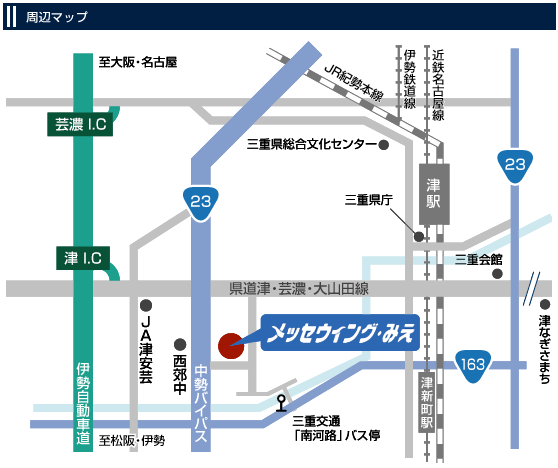 周辺マップ
至大阪・名古屋
JR紀勢本線
伊勢鉄道線
近鉄名古屋線
芸濃 I.C
三重県総合文化センター
23
津駅
23
三重県庁
津 I.C
三重会館
県道津・芸濃・大山田線
JA津安芸
西郊中
メッセウィング・みえ
津なぎさまち
伊勢自動車道
中勢バイパス
163
津新町駅
三重交通
「南河路」バス停
至松阪・伊勢